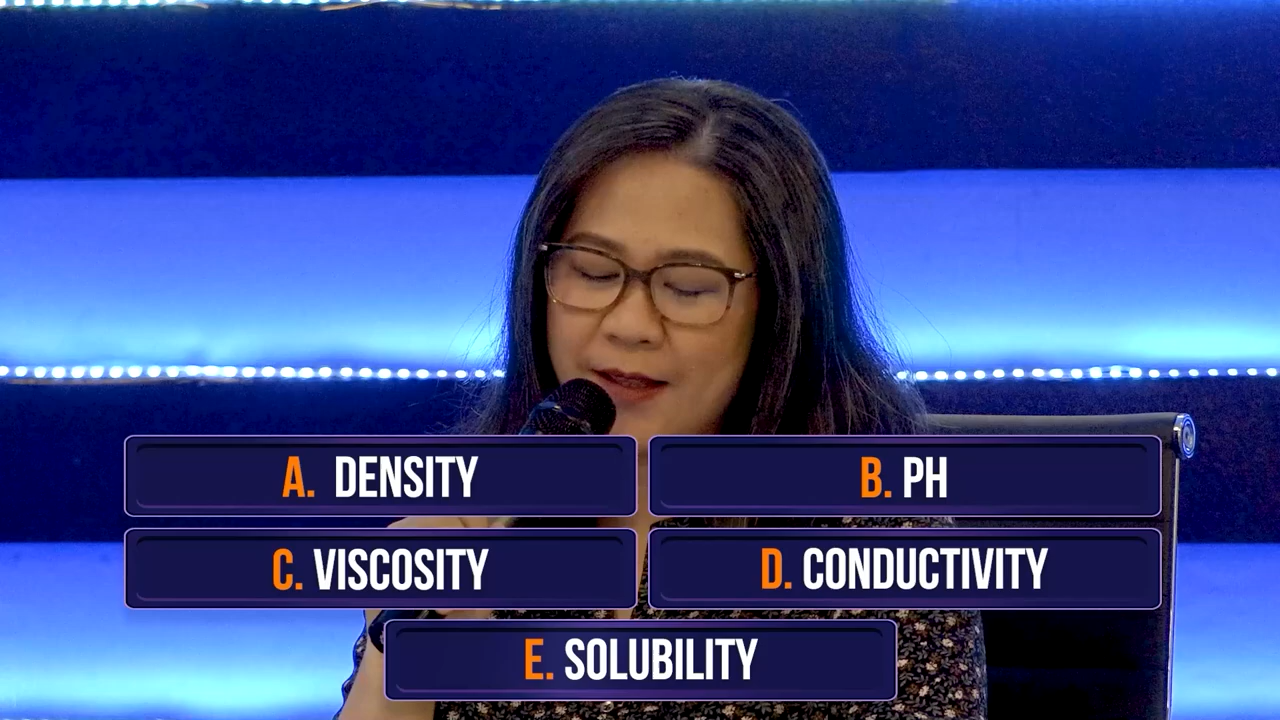 A. DENSITY
B. PH
C. VISCOSITY
D. CONDUCTIVITY
E. SOLUBILITY